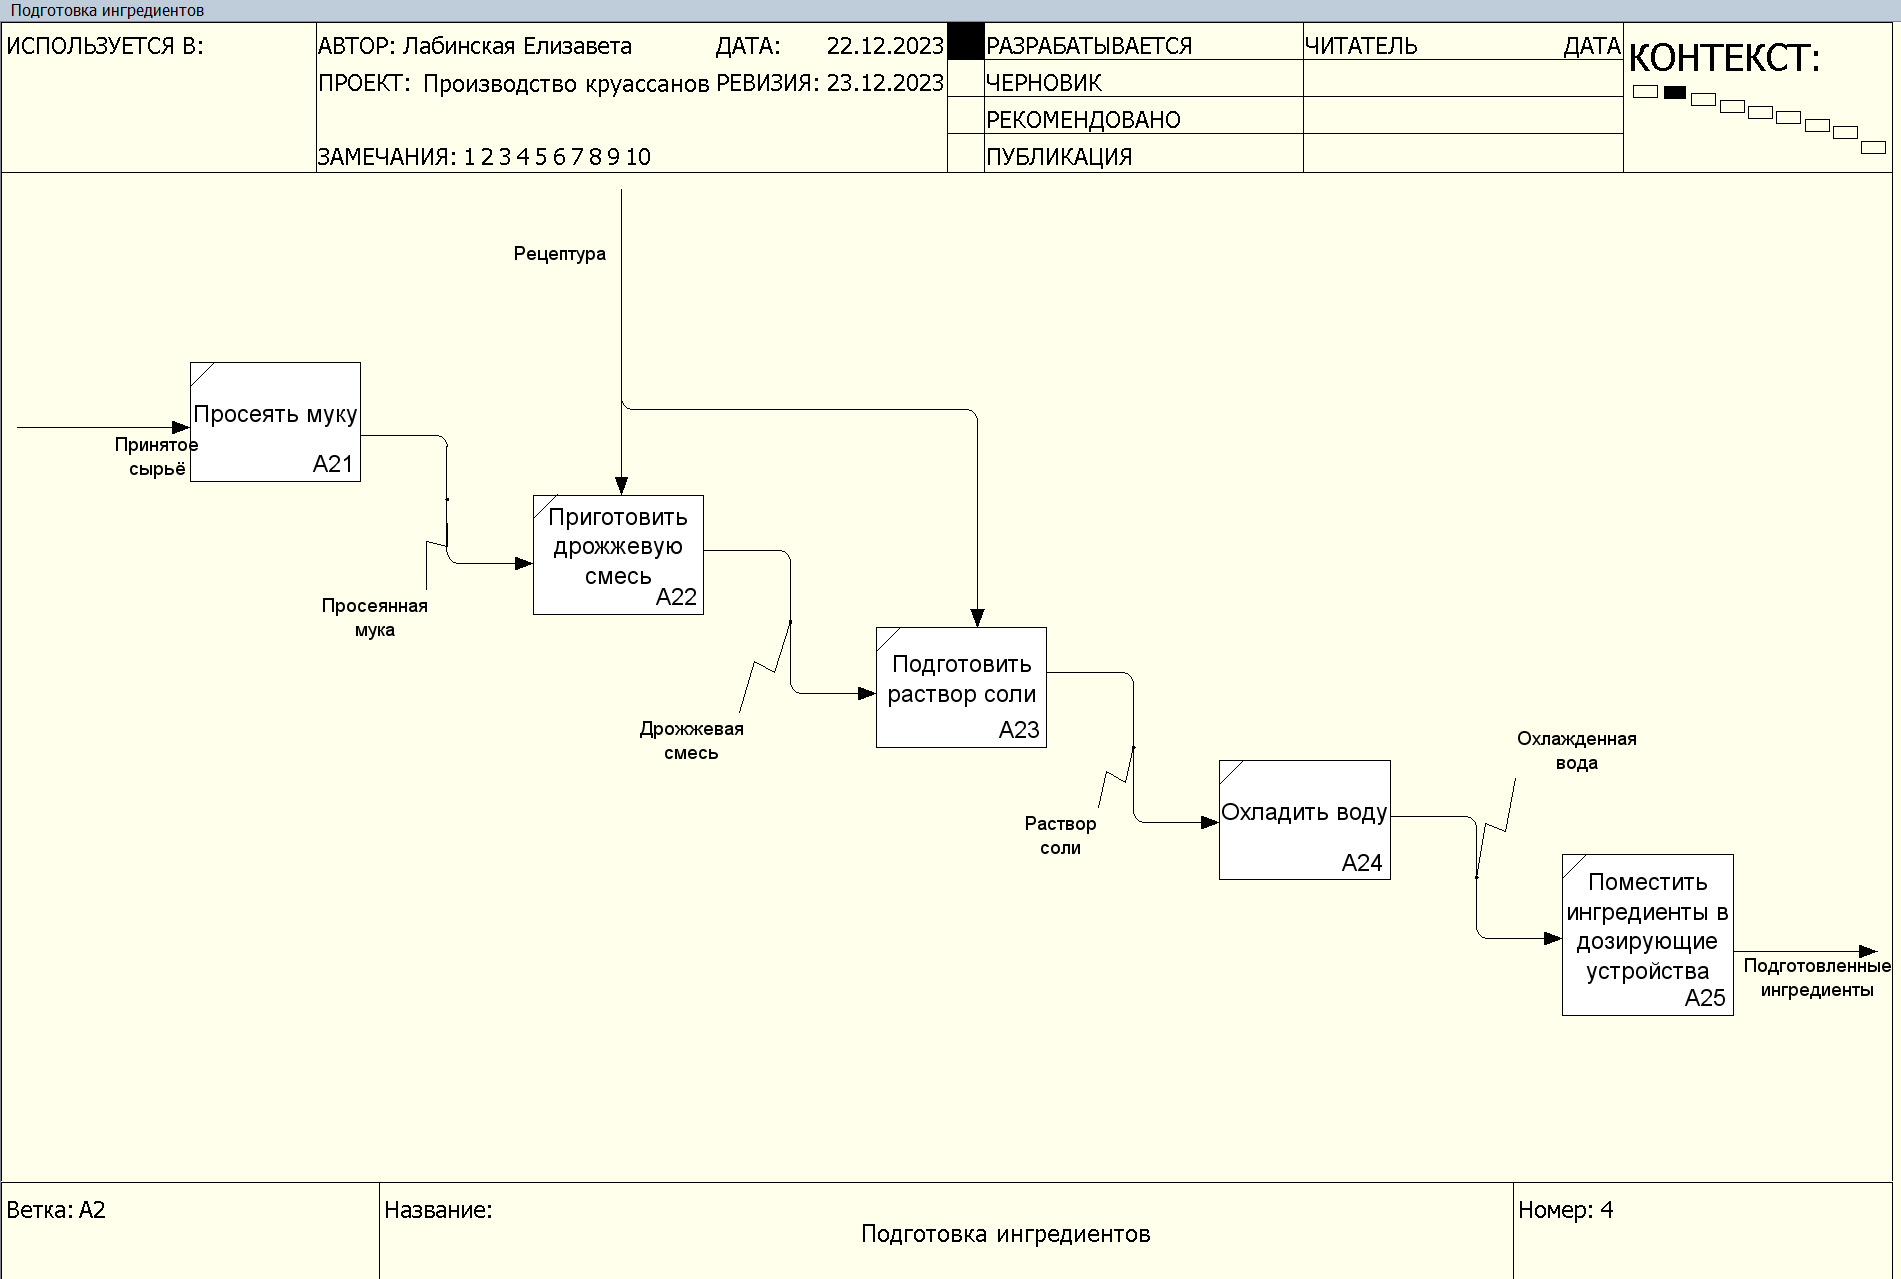 Подготовка ингредиентов
ИСПОЛЬЗУЕТСЯ В:
АВТОР: Лабинская Елизавета
ДАТА: 22.12.2023
ПРОЕКТ: Производство круассанов
РЕВИЗИЯ: 23.12.2023
ЗАМЕЧАНИЯ: 1 2 3 4 5 6 7 8 9 10
РАЗРАБАТЫВАЕТСЯ
ЧЕРНОВИК
РЕКОМЕНДОВАНО
ПУБЛИКАЦИЯ
ЧИТАТЕЛЬ
ДАТА
КОНТЕКСТ:
Рецептура
Принятое
сырьё
Просеять муку
A21
Просеянная
мука
Приготовить
дрожжевую
смесь
A22
Дрожжевая
смесь
Подготовить
раствор соли
A23
Раствор
соли
Охладить воду
A24
Охлажденная
вода
Поместить
ингредиенты в
дозирующие
устройства
A25
Подготовленные
ингредиенты
Ветка: A2
Название:
Подготовка ингредиентов
Номер: 4